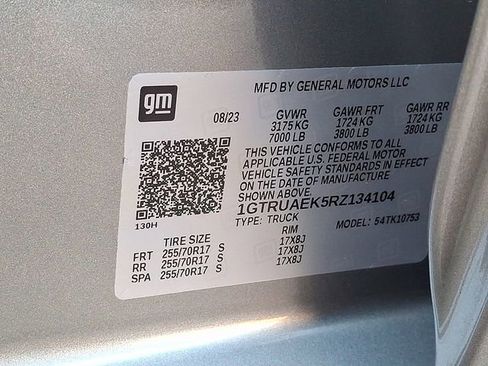 gm
MFD BY GENERAL MOTORS LLC
08/23 GVWR GAWR FRT GAWR RR
3175 KG 1724 KG 1724 KG
7000 LB 3800 LB 3800 LB
THIS VEHICLE CONFORMS TO ALL
APPLICABLE U.S. FEDERAL MOTOR
VEHICLE SAFETY STANDARDS IN EFFECT
ON THE DATE OF MANUFACTURE
SHOWN ABOVE.
1GTRUAEK5RZ134104
130H
TYPE: TRUCK MODEL: 54TK10753
TIRE SIZE RIM
FRT 255/70R17 S 17X8J
RR 255/70R17 S 17X8J
SPA 255/70R17 S 17X8J